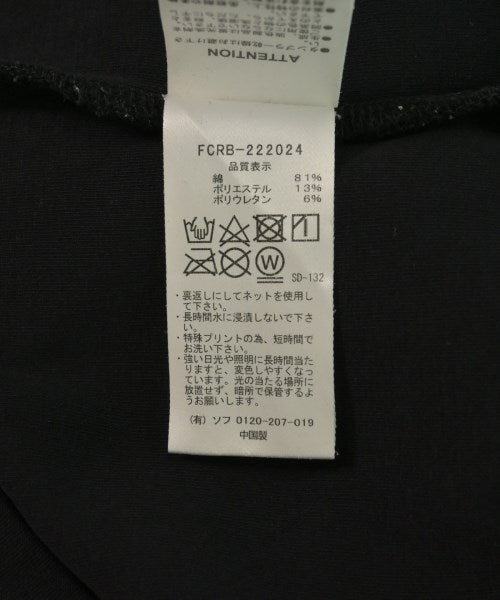 ATTENTION
FCRB-222024
品質表示
綿 81%
ポリエステル 13%
ポリウレタン 6%
W
SD-132
・裏返しにしてネットを使用し
て下さい。
・長時間水に浸漬しないで下さ
い。
・特殊プリントの為、短時間で
お洗い下さい。
・強い日光や照明に長時間当た
りますと、変色しやすくなっ
ています。光の当たる場所に
放置せず、暗所で保管するよ
うお願いします。
(有) ソフ 0120-207-019
中国製